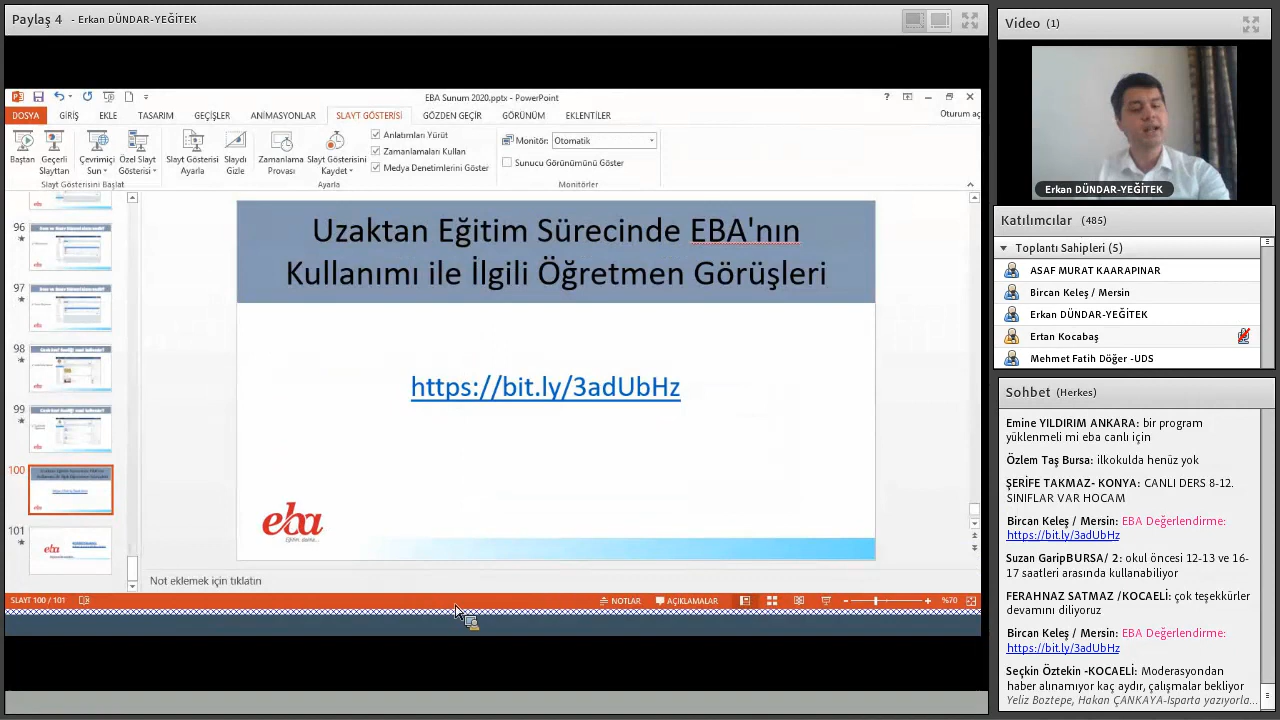 Paylaş 4 - Erkan DÜNDAR-YEĞİTEK
EBA Sunum 2020.pptx - PowerPoint
DOSYA GİRİŞ EKLE TASARIM GEÇİŞLER ANİMASYONLAR SLAYT GÖSTERİSİ GÖZDEN GEÇİR GÖRÜNÜM EKLENTİLER Oturum aç
Baştan
Geçerli Slayttan
Çevrimiçi Sun
Özel Slayt Gösterisi
Slayt Gösterisi Ayarla
Slaydı Gizle
Zamanlama Provası
Slayt Gösterisini Kaydet
Anlatımları Yürüt
Zamanlamaları Kullan
Medya Denetimlerini Göster
Monitör: Otomatik
Sunucu Görünümünü Göster
Slayt Gösterisini Başlat
Ayarla
Monitörler
96
97
98
99
100
101
Uzaktan Eğitim Sürecinde EBA'nın
Kullanımı ile İlgili Öğretmen Görüşleri
https://bit.ly/3adUbHz
eba
Not eklemek için tıklatın
SLAYT 100 / 101
NOTLAR AÇIKLAMALAR %70
Video (1)
Erkan DÜNDAR-YEĞİTEK
Katılımcılar (485)
Toplantı Sahipleri (5)
ASAF MURAT KAARAPINAR
Bircan Keleş / Mersin
Erkan DÜNDAR-YEĞİTEK
Ertan Kocabaş
Mehmet Fatih Döğer -UDS
Sohbet (Herkes)
Emine YILDIRIM ANKARA: bir program
yüklenmeli mi eba canlı için
Özlem Taş Bursa: ilkokulda henüz yok
ŞERİFE TAKMAZ- KONYA: CANLI DERS 8-12.
SINIFLAR VAR HOCAM
Bircan Keleş / Mersin: EBA Değerlendirme:
https://bit.ly/3adUbHz
Suzan GaripBURSA/ 2: okul öncesi 12-13 ve 16-
17 saatleri arasında kullanabiliyor
FERAHNAZ SATMAZ /KOCAELİ: çok teşekkürler
devamını diliyoruz
Bircan Keleş / Mersin: EBA Değerlendirme:
https://bit.ly/3adUbHz
Seçkin Öztekin -KOCAELİ: Moderasyondan
haber alınamıyor kaç aydır, çalışmalar bekliyor
Yeliz Boztepe, Hakan ÇANKAYA-Isparta yazıyorla...